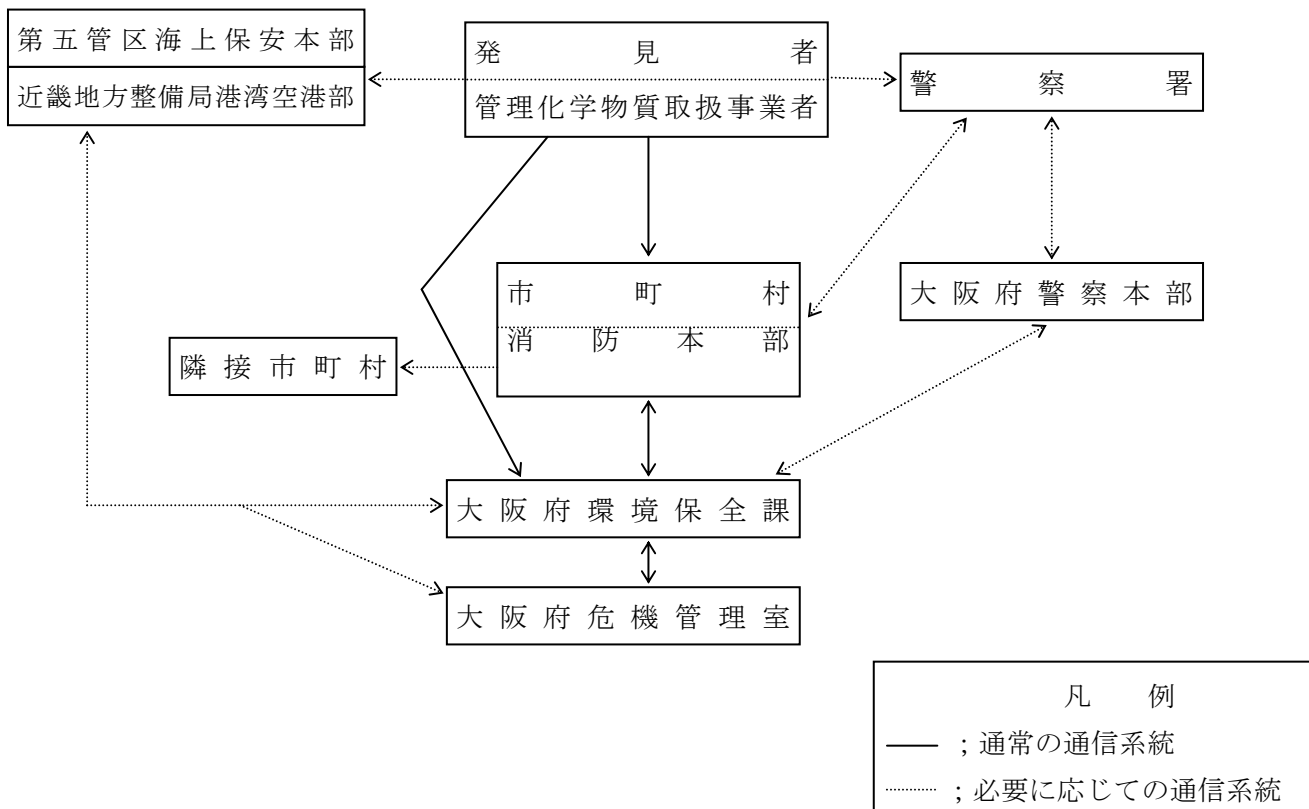 第五管区海上保安本部
近畿地方整備局港湾空港部
発見者
管理化学物質取扱事業者
警察署
市町村
消防本部
大阪府警察本部
隣接市町村
大阪府環境保全課
大阪府危機管理室
凡例
；通常の通信系統
；必要に応じての通信系統